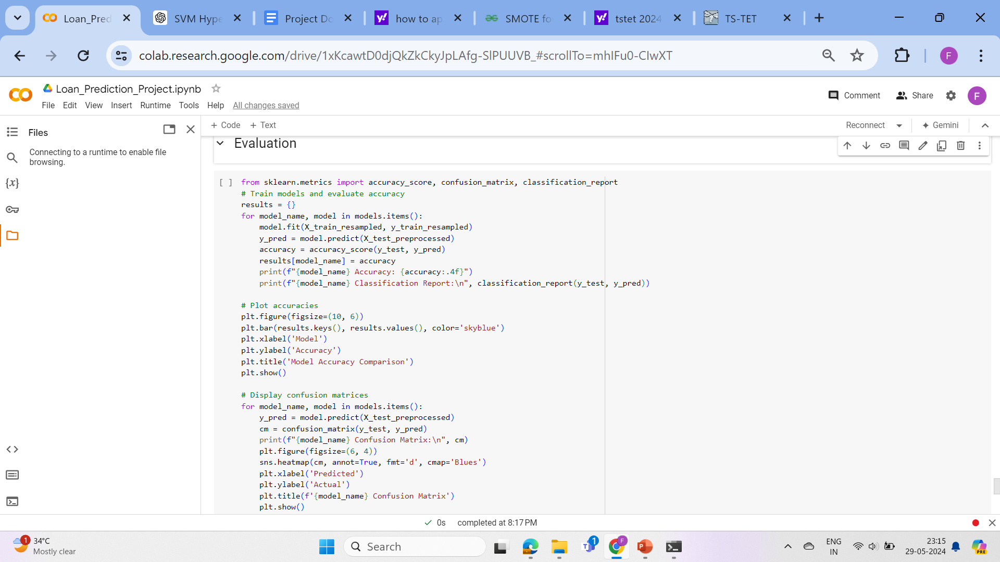 Loan_Pred
SVM Hype
Project Do
how to ap
SMOTE fo
tstet 2024
TS-TET
colab.research.google.com/drive/1xKcawtD0djQkZkCkyJpLAfg-SlPUUVB_#scrollTo=mhIFu0-CIwXT
F
Loan_Prediction_Project.ipynb
Comment
Share
F
File Edit View Insert Runtime Tools Help All changes saved
Files
+ Code + Text
Reconnect
Gemini
Connecting to a runtime to enable file
browsing.
Evaluation
{x}
[ ] from sklearn.metrics import accuracy_score, confusion_matrix, classification_report
# Train models and evaluate accuracy
results = {}
for model_name, model in models.items():
    model.fit(X_train_resampled, y_train_resampled)
    y_pred = model.predict(X_test_preprocessed)
    accuracy = accuracy_score(y_test, y_pred)
    results[model_name] = accuracy
    print(f"{model_name} Accuracy: {accuracy:.4f}")
    print(f"{model_name} Classification Report:\n", classification_report(y_test, y_pred))
# Plot accuracies
plt.figure(figsize=(10, 6))
plt.bar(results.keys(), results.values(), color='skyblue')
plt.xlabel('Model')
plt.ylabel('Accuracy')
plt.title('Model Accuracy Comparison')
plt.show()
# Display confusion matrices
for model_name, model in models.items():
    y_pred = model.predict(X_test_preprocessed)
    cm = confusion_matrix(y_test, y_pred)
    print(f"{model_name} Confusion Matrix:\n", cm)
    plt.figure(figsize=(6, 4))
    sns.heatmap(cm, annot=True, fmt='d', cmap='Blues')
    plt.xlabel('Predicted')
    plt.ylabel('Actual')
    plt.title(f'{model_name} Confusion Matrix')
    plt.show()
0s completed at 8:17 PM
1
34°C
Mostly clear
Search
1
F
ENG
IN
23:15
29-05-2024
PRE